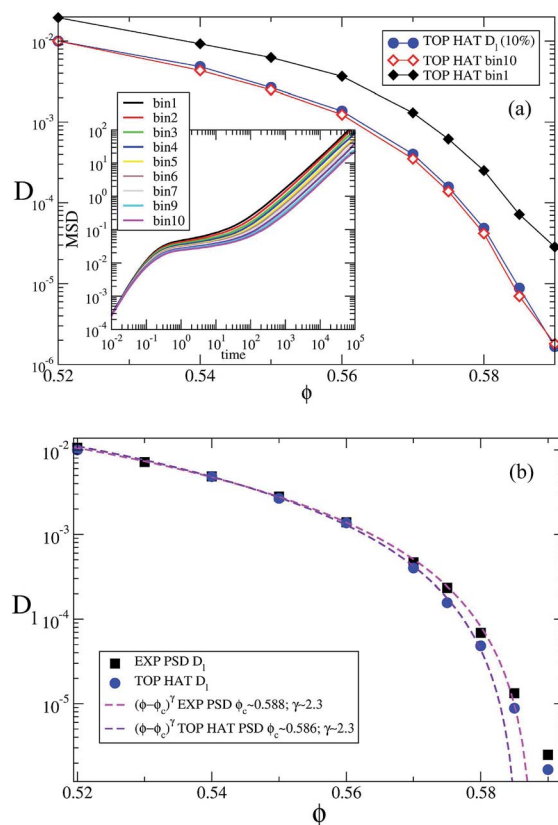 TOP HAT D_l (10%)
TOP HAT bin10
TOP HAT bin1
(a)
10^-2
10^-3
10^-4
10^-5
10^-6
D
bin1
bin2
bin3
bin4
bin5
bin6
bin7
bin9
bin10
MSD
10^2
10^1
10^0
10^-1
10^-2
10^-3
10^-4
10^-2 10^-1 10^0 10^1 10^2 10^3 10^4 10^5
time
0.52 0.54 0.56 0.58
ϕ
(b)
10^-2
10^-3
10^-4
10^-5
D_l
EXP PSD D_l
TOP HAT D_l
(ϕ-ϕ_c)^γ EXP PSD ϕ_c~0.588; γ~2.3
(ϕ-ϕ_c)^γ TOP HAT PSD ϕ_c~0.586; γ~2.3
0.52 0.54 0.56 0.58
ϕ